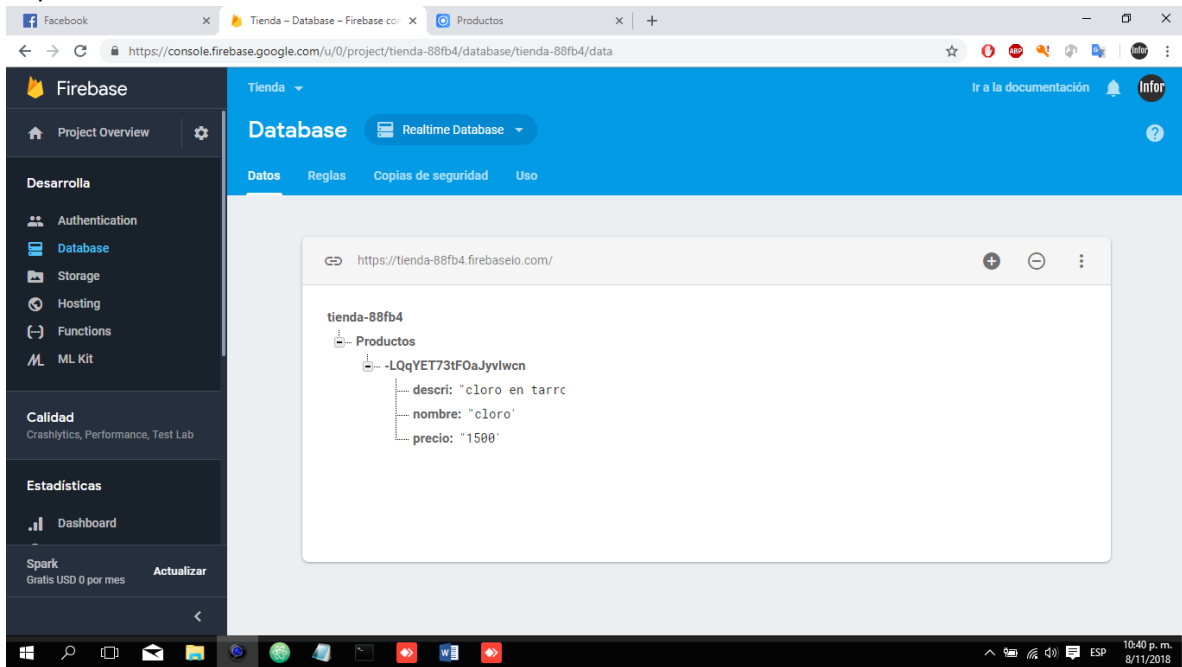 Facebook
Tienda – Database – Firebase con
Productos
https://console.firebase.google.com/u/0/project/tienda-88fb4/database/tienda-88fb4/data
ABP
Infor
Firebase
Tienda
Ir a la documentación
Infor
Project Overview
Database
Realtime Database
Desarrolla
Datos
Reglas
Copias de seguridad
Uso
Authentication
Database
Storage
Hosting
Functions
ML Kit
https://tienda-88fb4.firebaseio.com/
tienda-88fb4
Productos
-LQqYET73tFOaJyvlwcn
descri: "cloro en tarro
nombre: "cloro"
precio: "1500"
Calidad
Crashlytics, Performance, Test Lab
Estadísticas
Dashboard
Spark
Gratis USD 0 por mes
Actualizar
ESP
10:40 p. m.
8/11/2018